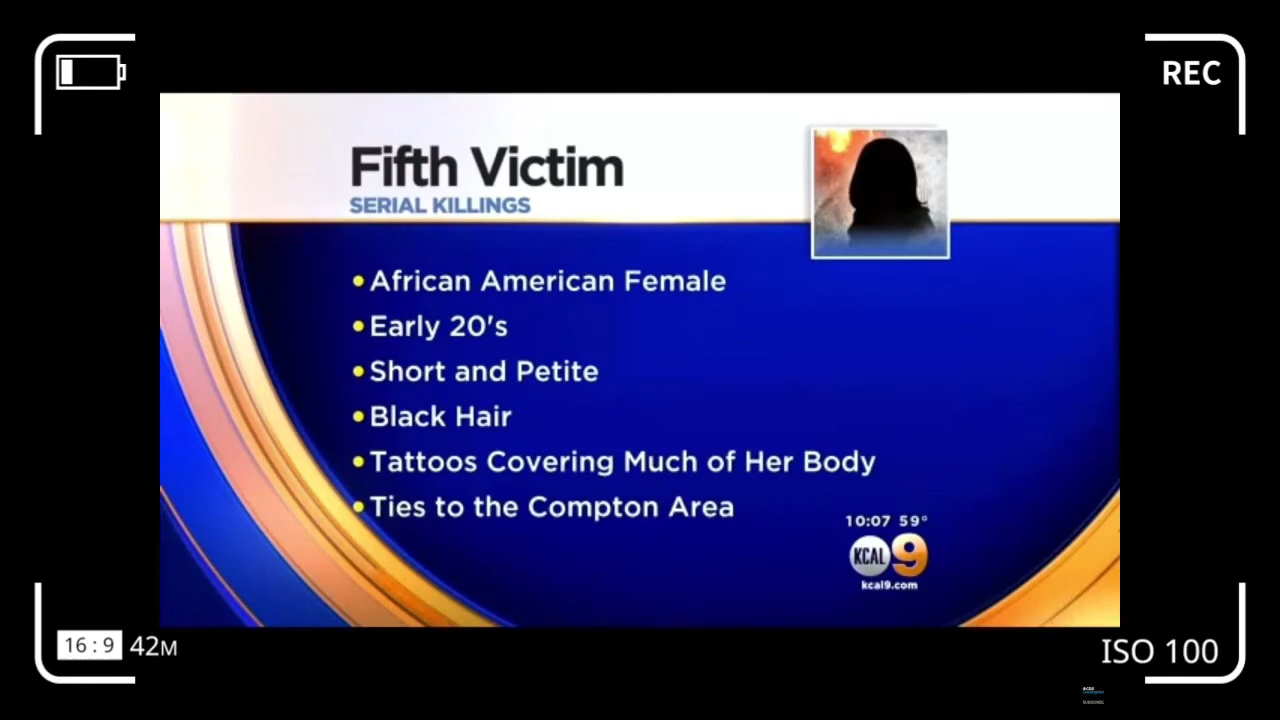 REC
Fifth Victim
SERIAL KILLINGS
•African American Female
•Early 20's
•Short and Petite
•Black Hair
•Tattoos Covering Much of Her Body
•Ties to the Compton Area
10:07 59°
KCAL 9
kcal9.com
16:9 42M
ISO 100